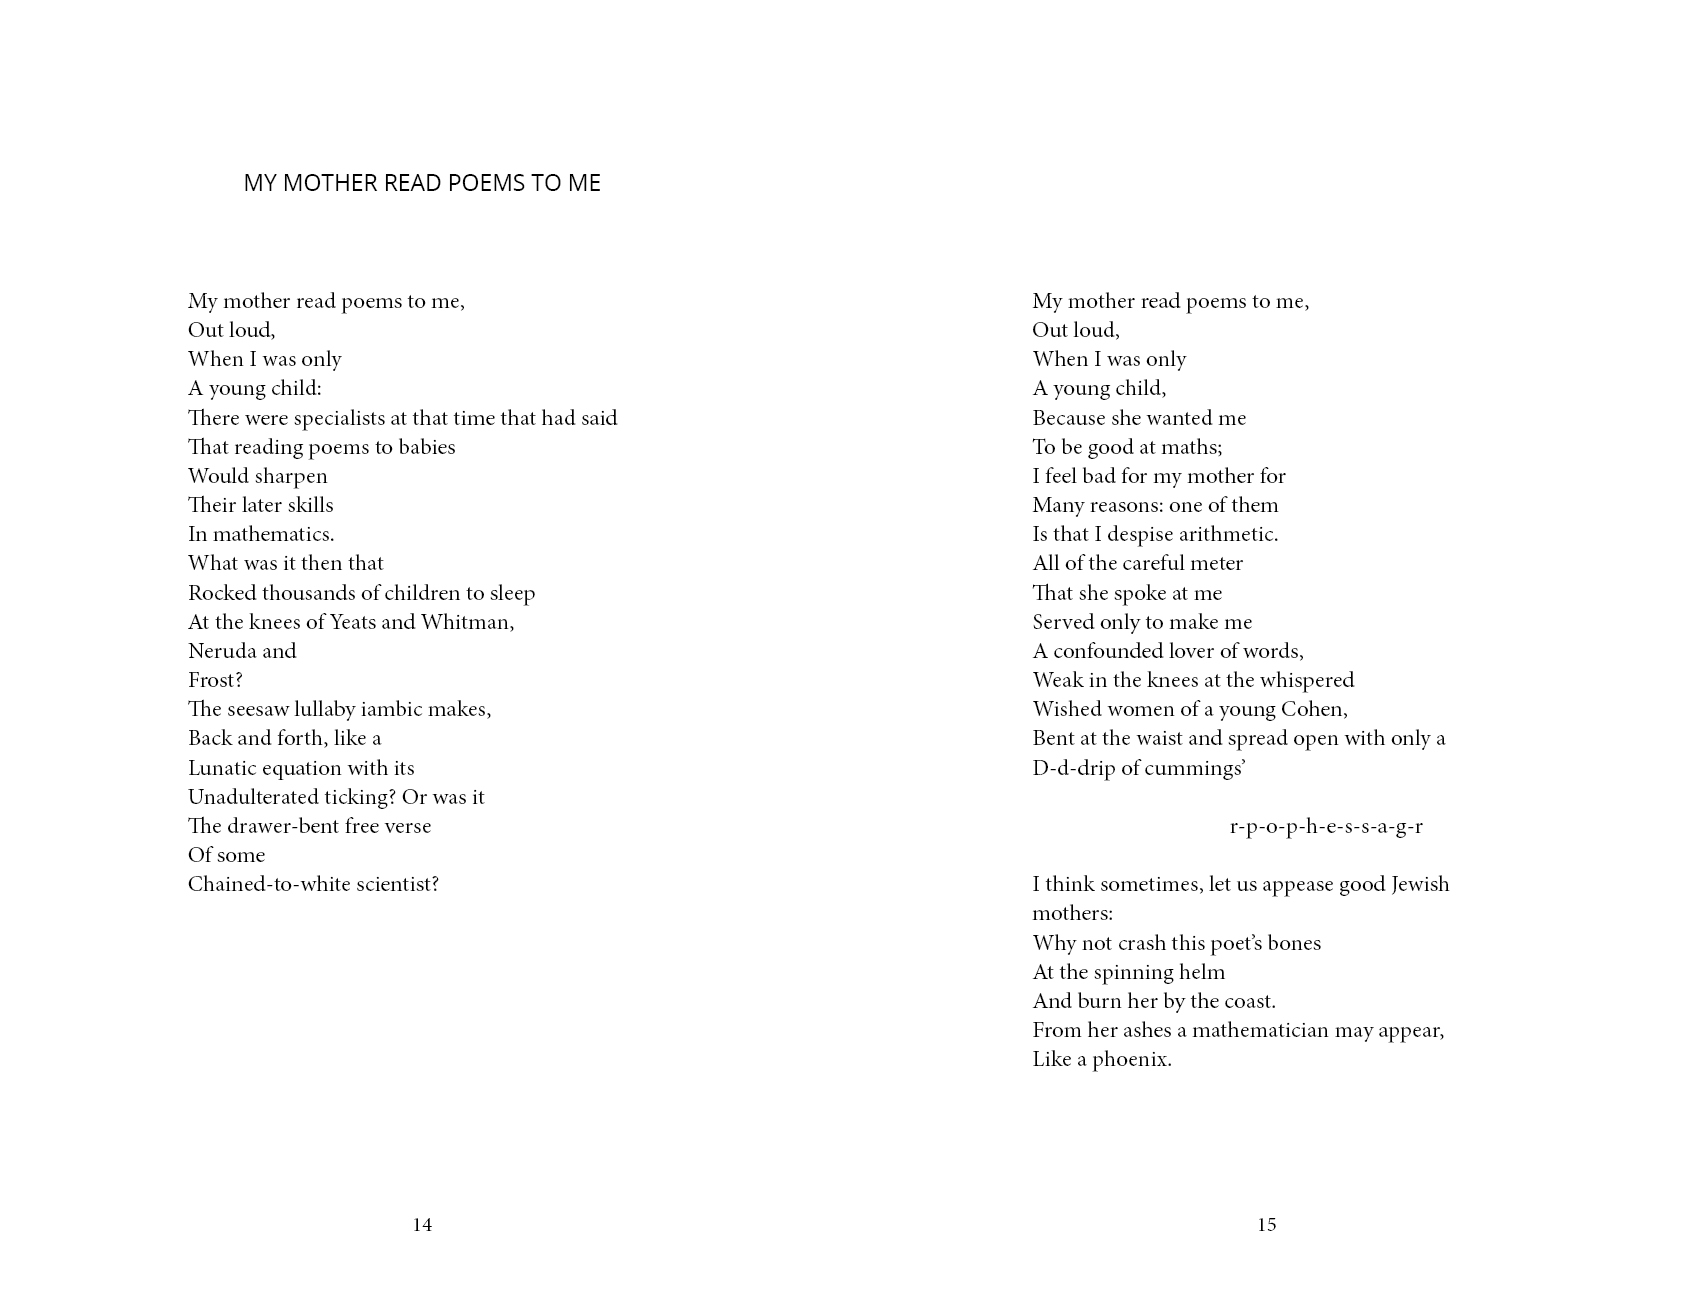 MY MOTHER READ POEMS TO ME
My mother read poems to me,
Out loud,
When I was only
A young child:
There were specialists at that time that had said
That reading poems to babies
Would sharpen
Their later skills
In mathematics.
What was it then that
Rocked thousands of children to sleep
At the knees of Yeats and Whitman,
Neruda and
Frost?
The seesaw lullaby iambic makes,
Back and forth, like a
Lunatic equation with its
Unadulterated ticking? Or was it
The drawer-bent free verse
Of some
Chained-to-white scientist?
14
My mother read poems to me,
Out loud,
When I was only
A young child,
Because she wanted me
To be good at maths;
I feel bad for my mother for
Many reasons: one of them
Is that I despise arithmetic.
All of the careful meter
That she spoke at me
Served only to make me
A confounded lover of words,
Weak in the knees at the whispered
Wished women of a young Cohen,
Bent at the waist and spread open with only a
D-d-drip of cummings’
r-p-o-p-h-e-s-s-a-g-r
I think sometimes, let us appease good Jewish
mothers:
Why not crash this poet’s bones
At the spinning helm
And burn her by the coast.
From her ashes a mathematician may appear,
Like a phoenix.
15